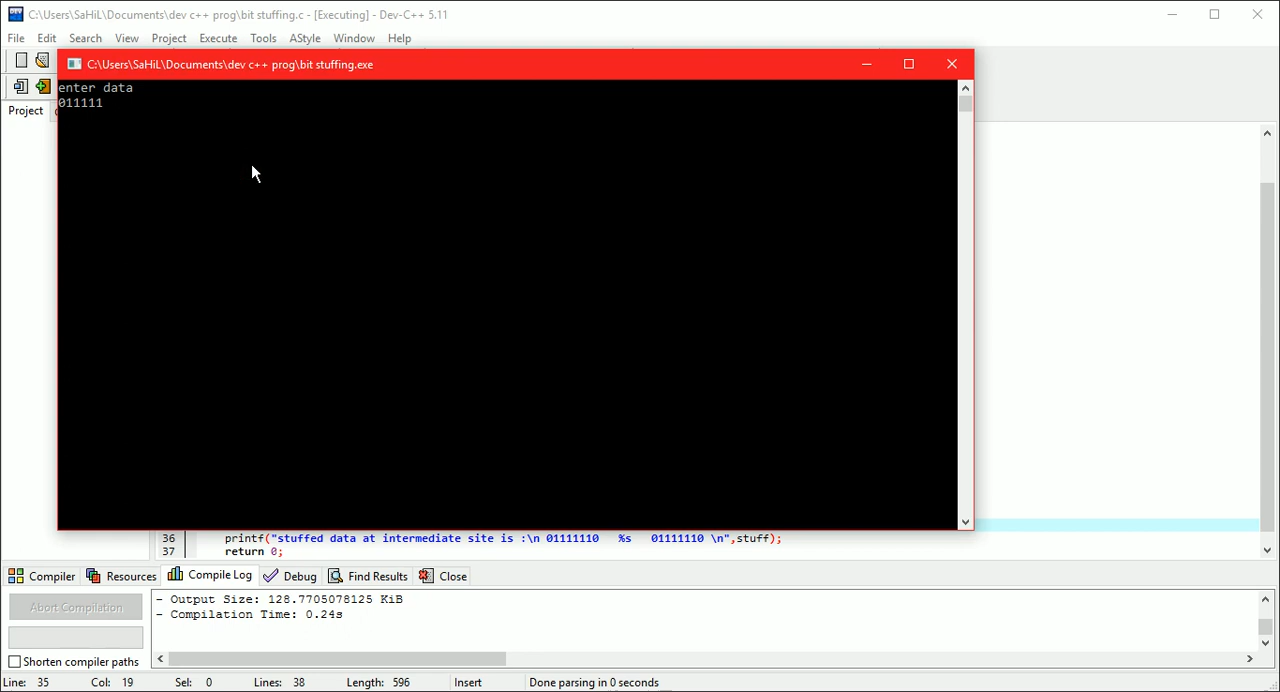 C:\Users\SaHiL\Documents\dev c++ prog\bit stuffing.c - [Executing] - Dev-C++ 5.11
File Edit Search View Project Execute Tools AStyle Window Help
C:\Users\SaHiL\Documents\dev c++ prog\bit stuffing.exe
enter data
011111
Project
36 printf("stuffed data at intermediate site is :\n 01111110 %s 01111110 \n",stuff);
37 return 0;
Compiler Resources Compile Log Debug Find Results Close
Abort Compilation
- Output Size: 128.7705078125 KiB
- Compilation Time: 0.24s
Shorten compiler paths
Line: 35 Col: 19 Sel: 0 Lines: 38 Length: 596 Insert Done parsing in 0 seconds